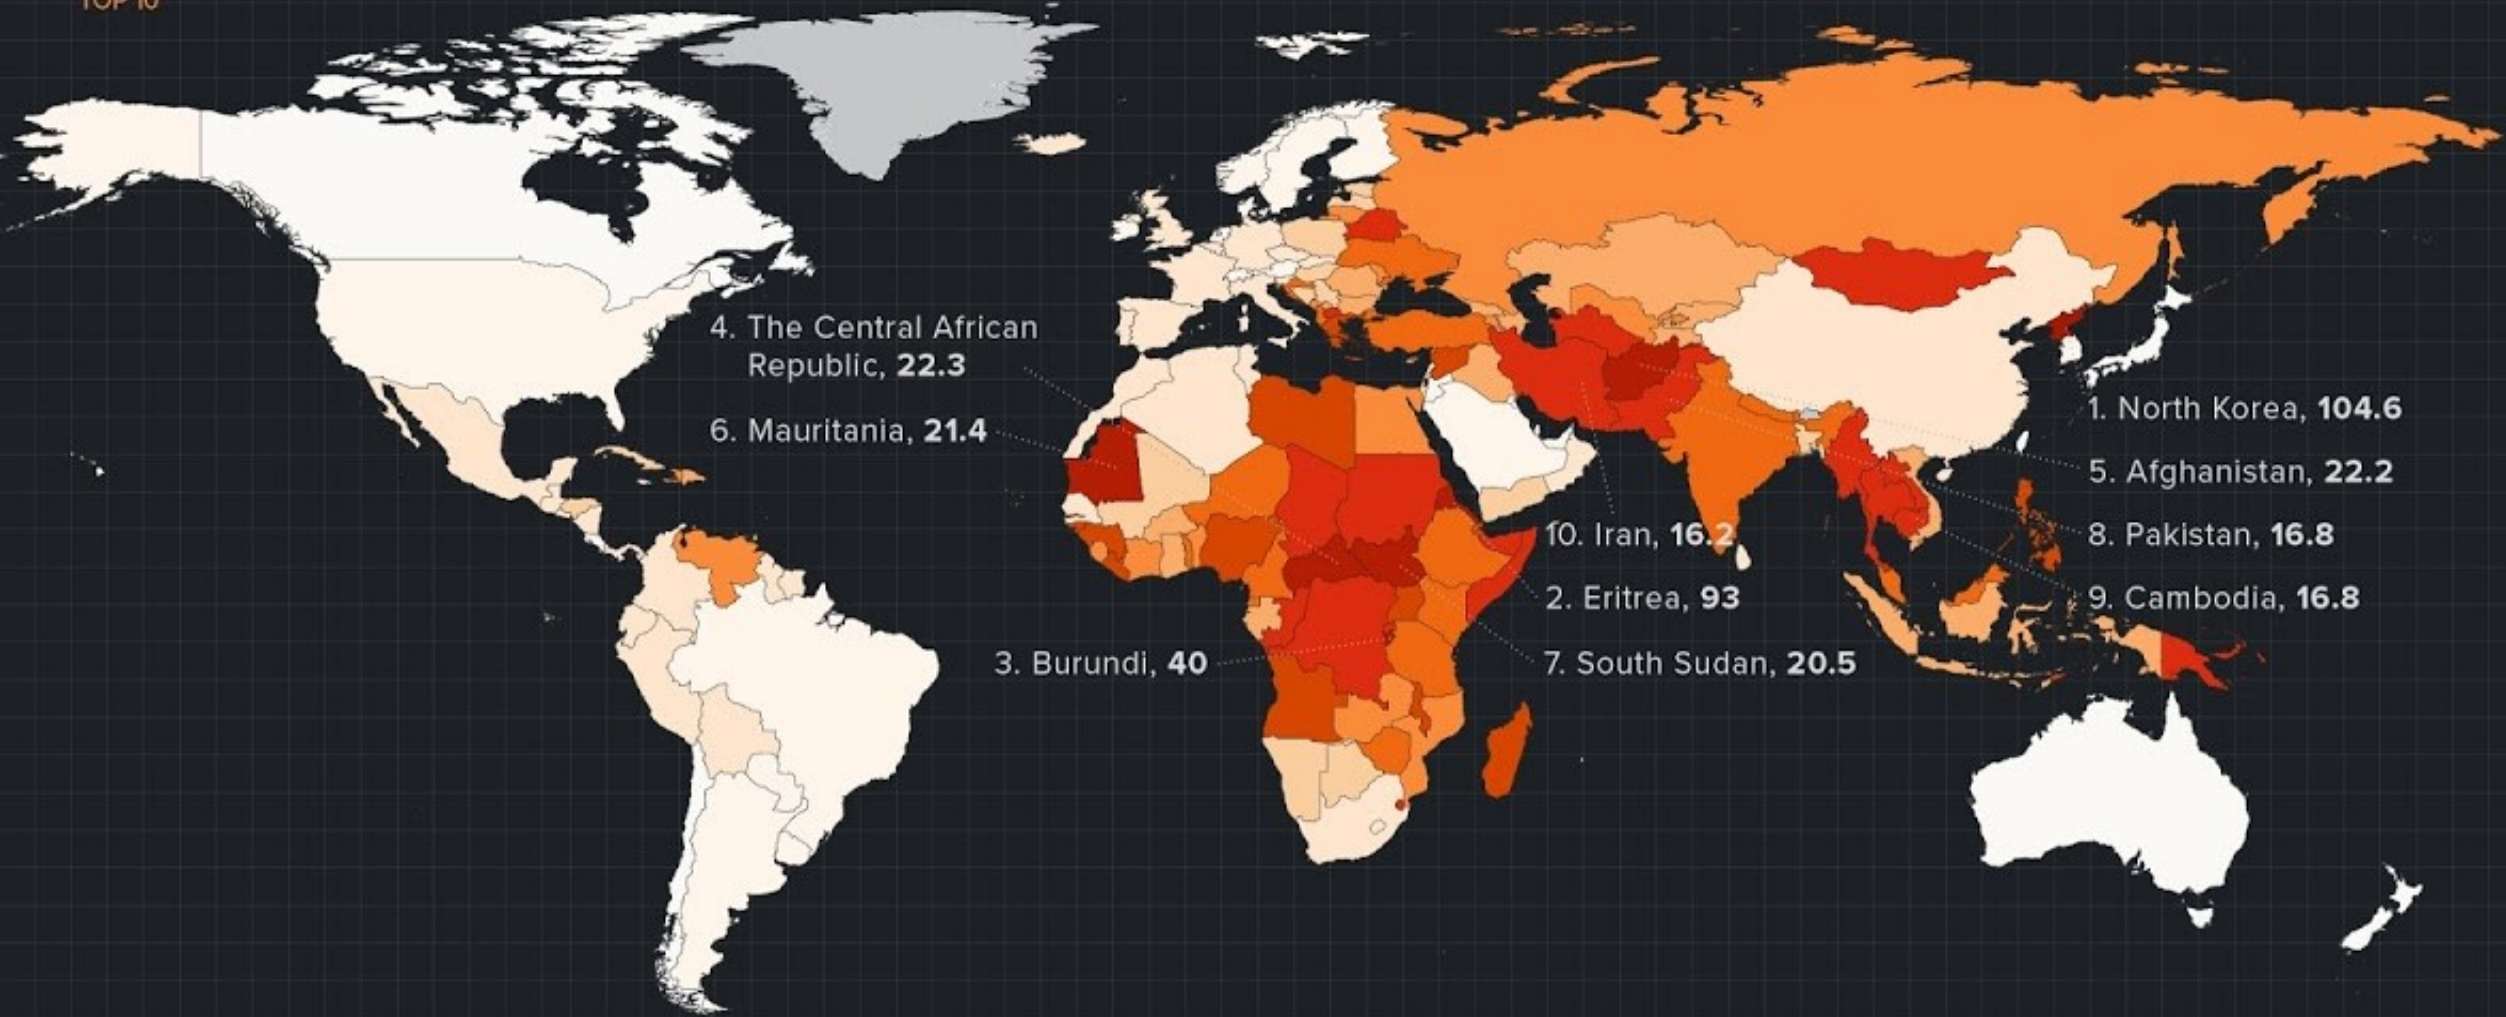 TOP 10
4. The Central African
Republic, 22.3
6. Mauritania, 21.4
1. North Korea, 104.6
5. Afghanistan, 22.2
10. Iran, 16.2
8. Pakistan, 16.8
2. Eritrea, 93
9. Cambodia, 16.8
3. Burundi, 40
7. South Sudan, 20.5